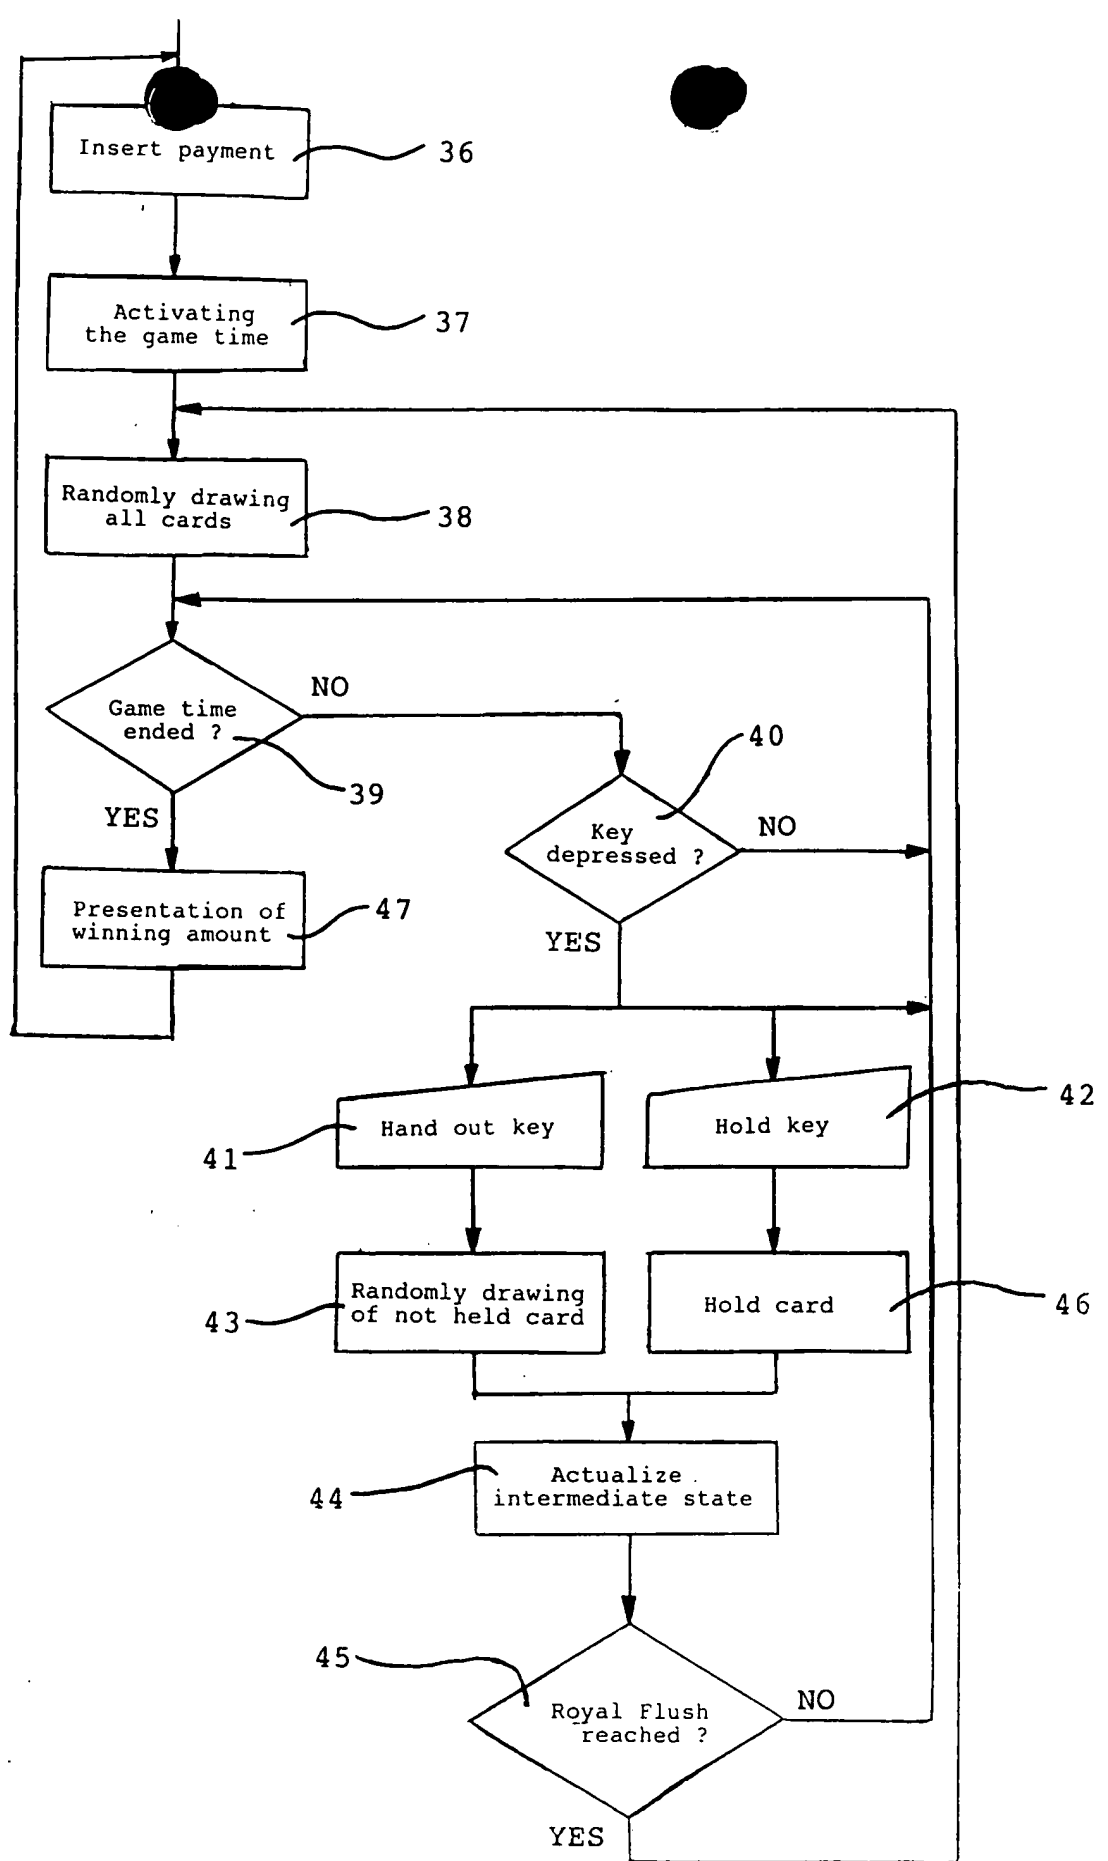 Insert payment
36
Activating
the game time
37
Randomly drawing
all cards
38
Game time
ended ?
39
NO
YES
Key
depressed ?
40
NO
YES
Presentation of
winning amount
47
Hand out key
41
Hold key
42
Randomly drawing
of not held card
43
Hold card
46
Actualize
intermediate state
44
Royal Flush
reached ?
45
NO
YES